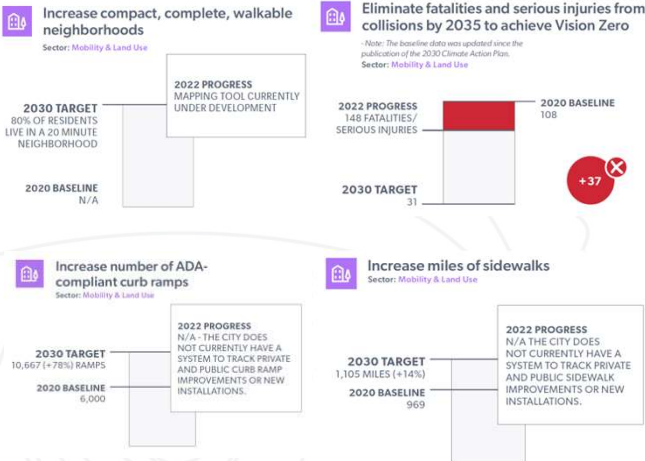 Increase compact, complete, walkable
neighborhoods
Sector: Mobility & Land Use
2022 PROGRESS
MAPPING TOOL CURRENTLY
UNDER DEVELOPMENT
2030 TARGET
80% OF RESIDENTS
LIVE IN A 20 MINUTE
NEIGHBORHOOD
2020 BASELINE
N/A
Eliminate fatalities and serious injuries from
collisions by 2035 to achieve Vision Zero
- Note: The baseline data was updated since the
publication of the 2030 Climate Action Plan.
Sector: Mobility & Land Use
2022 PROGRESS
148 FATALITIES/
SERIOUS INJURIES
2020 BASELINE
108
+37
2030 TARGET
31
Increase number of ADA-
compliant curb ramps
Sector: Mobility & Land Use
2022 PROGRESS
N/A - THE CITY DOES
NOT CURRENTLY HAVE A
SYSTEM TO TRACK PRIVATE
AND PUBLIC CURB RAMP
IMPROVEMENTS OR NEW
INSTALLATIONS.
2030 TARGET
10,667 (+78%) RAMPS
2020 BASELINE
6,000
Increase miles of sidewalks
Sector: Mobility & Land Use
2022 PROGRESS
N/A THE CITY DOES
NOT CURRENTLY HAVE A
SYSTEM TO TRACK PRIVATE
AND PUBLIC SIDEWALK
IMPROVEMENTS OR NEW
INSTALLATIONS.
2030 TARGET
1,105 MILES (+14%)
2020 BASELINE
969